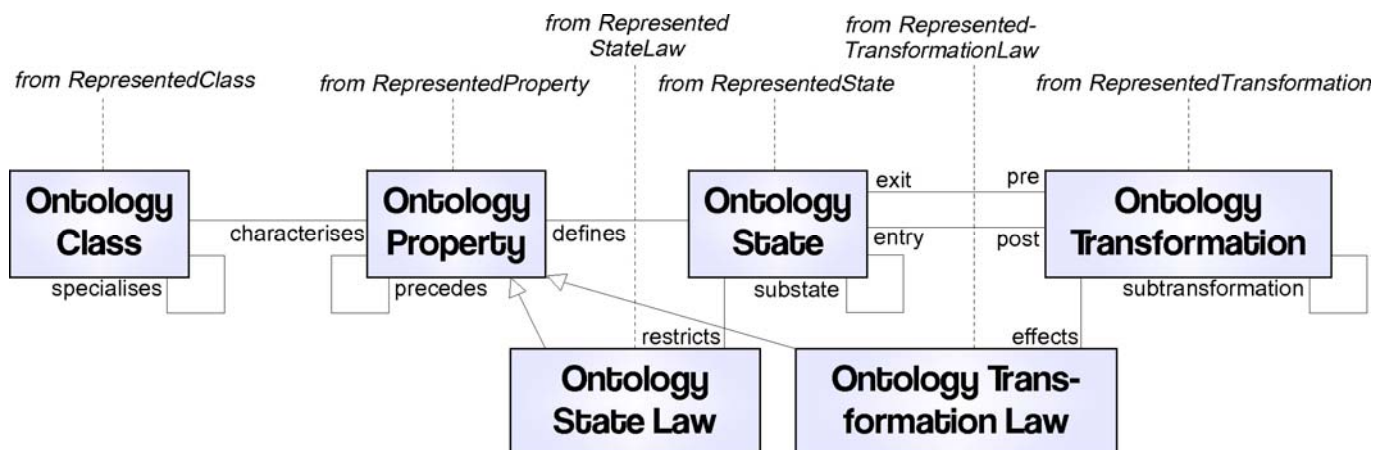 from Represented
StateLaw
from Represented-
TransformationLaw
from RepresentedClass
from RepresentedProperty
from RepresentedState
from RepresentedTransformation
Ontology
Class
Ontology
Property
Ontology
State
Ontology
Transformation
characterises
defines
exit
pre
entry
post
specialises
precedes
substate
subtransformation
restricts
effects
Ontology
State Law
Ontology Trans-
formation Law